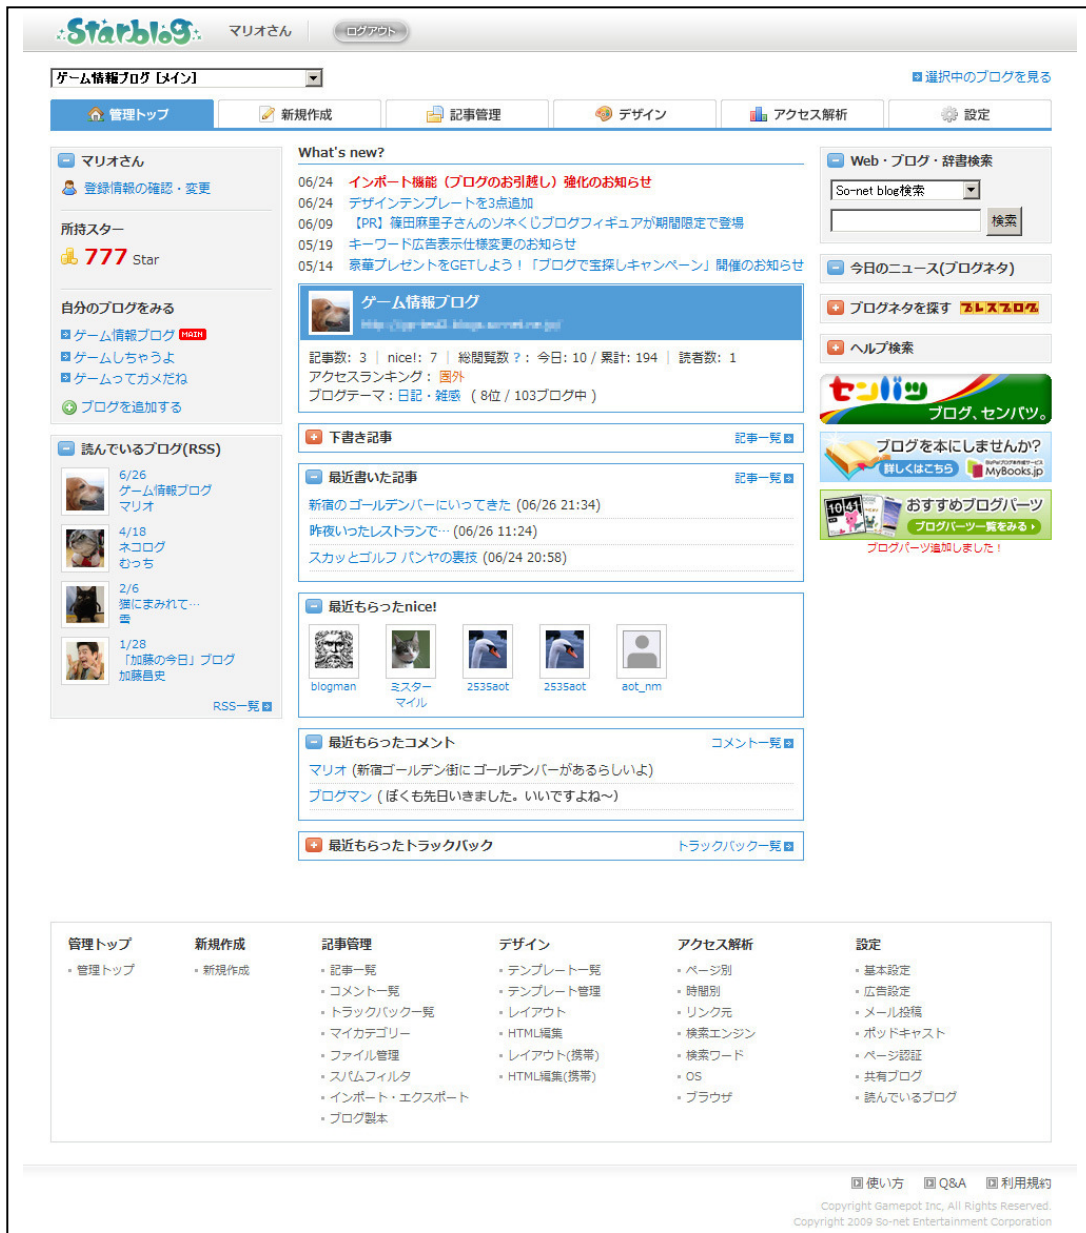 Starblog マリオさん ログアウト
ゲーム情報ブログ [メイン] 選択中のブログを見る
管理トップ 新規作成 記事管理 デザイン アクセス解析 設定
マリオさん
登録情報の確認・変更
所持スター
777 Star
自分のブログをみる
ゲーム情報ブログ MAIN
ゲームしちゃうよ
ゲームってガメだね
ブログを追加する
読んでいるブログ(RSS)
6/26
ゲーム情報ブログ
マリオ
4/18
ネコログ
むっち
2/6
猫にまみれて…
雪
1/28
「加藤の今日」ブログ
加藤昌史
RSS一覧
What's new?
06/24 インポート機能（ブログのお引越し）強化のお知らせ
06/24 デザインテンプレートを3点追加
06/09 【PR】篠田麻里子さんのソネくじブログフィギュアが期間限定で登場
05/19 キーワード広告表示仕様変更のお知らせ
05/14 豪華プレゼントをGETしよう！「ブログで宝探しキャンペーン」開催のお知らせ
ゲーム情報ブログ
記事数: 3 | nice!: 7 | 総閲覧数 ? : 今日: 10 / 累計: 194 | 読者数: 1
アクセスランキング： 圏外
ブログテーマ：日記・雑感 ( 8位 / 103ブログ中 )
下書き記事 記事一覧
最近書いた記事 記事一覧
新宿のゴールデンバーにいってきた (06/26 21:34)
昨夜いったレストランで… (06/26 11:24)
スカッとゴルフ パンヤの裏技 (06/24 20:58)
最近もらったnice!
blogman ミスターマイル 2535aot 2535aot aot_nm
最近もらったコメント コメント一覧
マリオ (新宿ゴールデン街にゴールデンバーがあるらしいよ)
ブログマン ( ぼくも先日いきました。いいですよね～)
最近もらったトラックバック トラックバック一覧
Web・ブログ・辞書検索
So-net blog検索
検索
今日のニュース(ブログネタ)
ブログネタを探す プレスブログ
ヘルプ検索
センバツ
ブログ、センバツ。
ブログを本にしませんか?
詳しくはこちら MyBooks.jp
10 41 おすすめブログパーツ
ブログパーツ一覧をみる
ブログパーツ追加しました！
管理トップ 新規作成 記事管理 デザイン アクセス解析 設定
管理トップ 新規作成 記事一覧 テンプレート一覧 ページ別 基本設定
コメント一覧 テンプレート管理 時間別 広告設定
トラックバック一覧 レイアウト リンク元 メール投稿
マイカテゴリー HTML編集 検索エンジン ポッドキャスト
ファイル管理 レイアウト(携帯) 検索ワード ページ認証
スパムフィルタ HTML編集(携帯) OS 共有ブログ
インポート・エクスポート ブラウザ 読んでいるブログ
ブログ製本
使い方 Q&A 利用規約
Copyright Gamepot Inc, All Rights Reserved.
Copyright 2009 So-net Entertainment Corporation